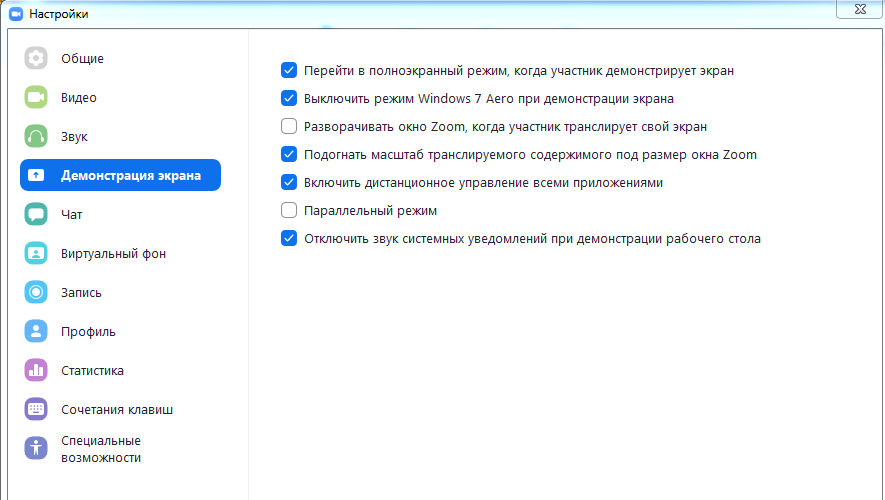 Настройки
Общие
Видео
Звук
Демонстрация экрана
Чат
Виртуальный фон
Запись
Профиль
Статистика
Сочетания клавиш
Специальные
возможности
Перейти в полноэкранный режим, когда участник демонстрирует экран
Выключить режим Windows 7 Aero при демонстрации экрана
Разворачивать окно Zoom, когда участник транслирует свой экран
Подогнать масштаб транслируемого содержимого под размер окна Zoom
Включить дистанционное управление всеми приложениями
Параллельный режим
Отключить звук системных уведомлений при демонстрации рабочего стола